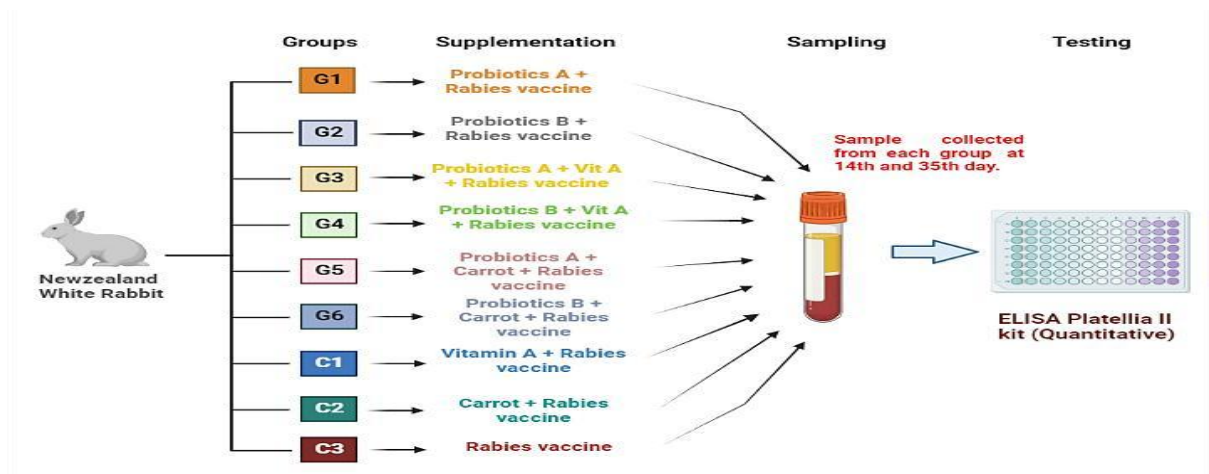 Groups Supplementation Sampling Testing
G1
Probiotics A +
Rabies vaccine
G2
Probiotics B +
Rabies vaccine
G3
Probiotics A + Vit A
+ Rabies vaccine
G4
Probiotics B + Vit A
+ Rabies vaccine
G5
Probiotics A +
Carrot + Rabies
vaccine
G6
Probiotics B +
Carrot + Rabies
vaccine
C1
Vitamin A + Rabies
vaccine
C2
Carrot + Rabies
vaccine
C3
Rabies vaccine
Newzealand
White Rabbit
Sample collected
from each group at
14th and 35th day.
ELISA Platellia II
kit (Quantitative)